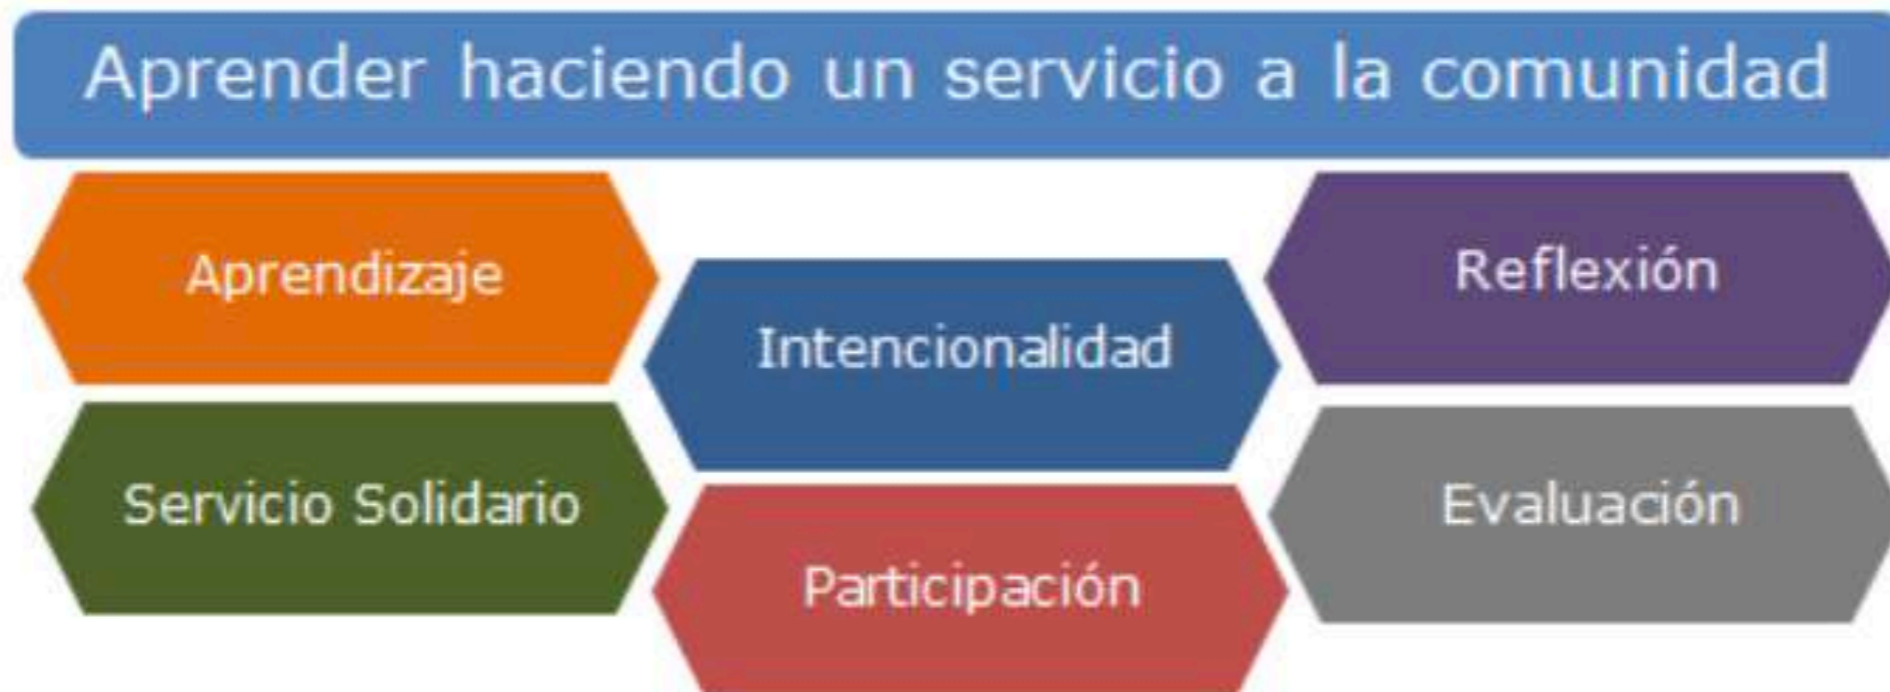 Aprender haciendo un servicio a la comunidad
Aprendizaje
Intencionalidad
Reflexión
Servicio Solidario
Participación
Evaluación